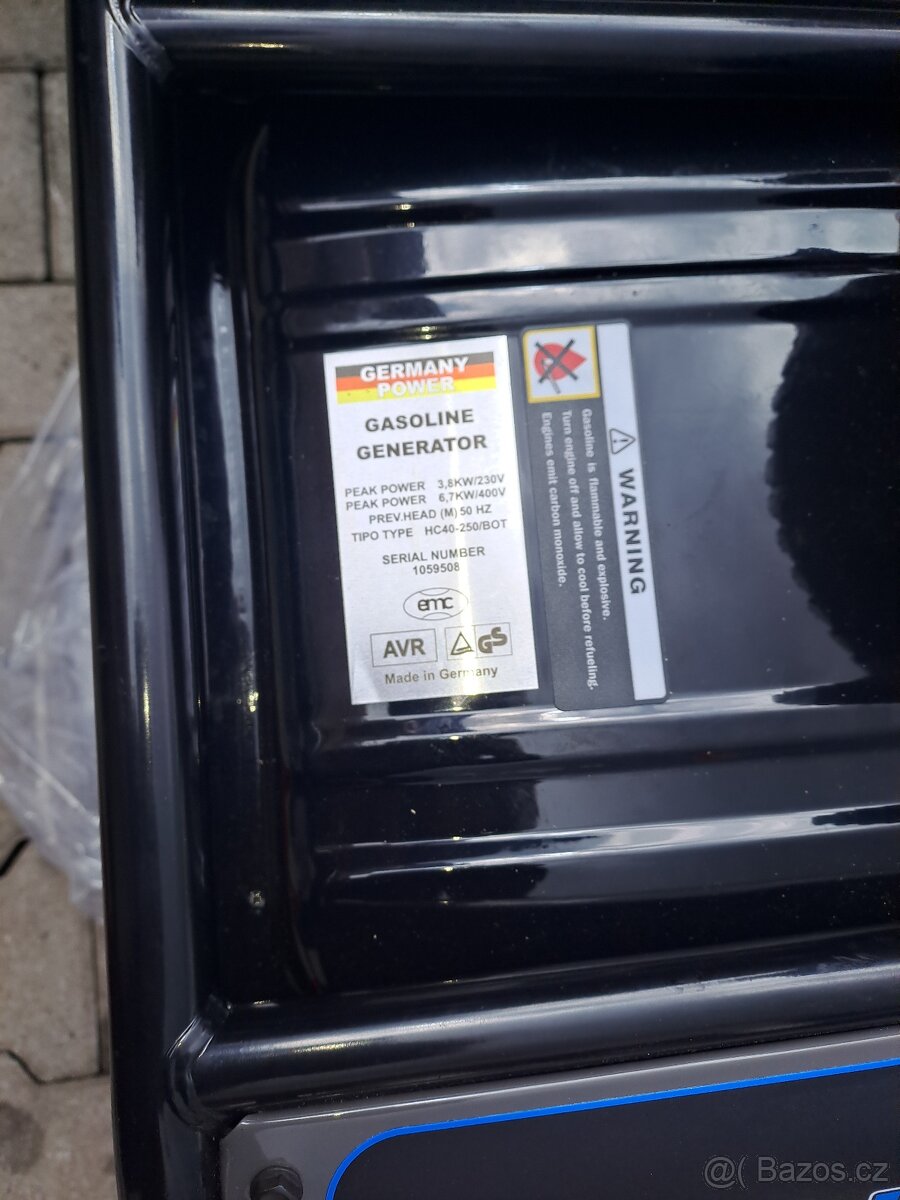 GERMANY
POWER
GASOLINE
GENERATOR
PEAK POWER 3,8KW/230V
PEAK POWER 6,7KW/400V
PREV.HEAD (M) 50 HZ
TIPO TYPE HC40-250/BOT
SERIAL NUMBER
1059508
emc
AVR
GS
Made in Germany
WARNING
Gasoline is flammable and explosive.
Turn engine off and allow to cool before refueling.
Engines emit carbon monoxide.
@( Bazos.cz